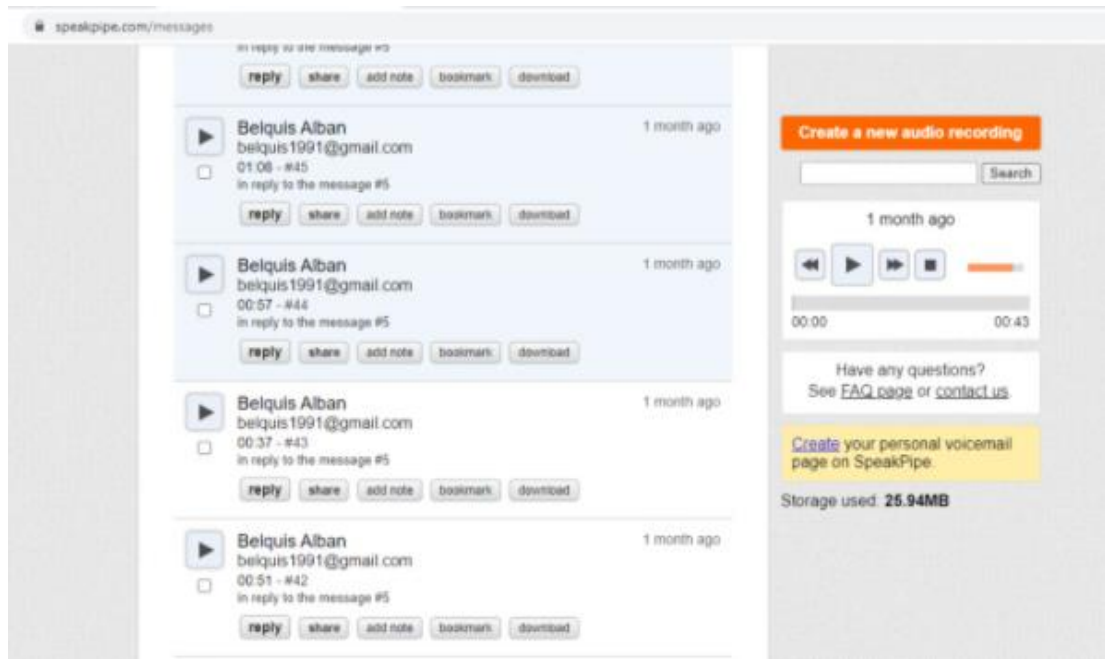 speakpipe.com/messages
in reply to the message #5
reply share add note bookmark download
Belquis Alban
1 month ago
belquis1991@gmail.com
01:08 - #45
in reply to the message #5
reply share add note bookmark download
Belquis Alban
1 month ago
belquis1991@gmail.com
00:57 - #44
in reply to the message #5
reply share add note bookmark download
Belquis Alban
1 month ago
belquis1991@gmail.com
00:37 - #43
in reply to the message #5
reply share add note bookmark download
Belquis Alban
1 month ago
belquis1991@gmail.com
00:51 - #42
in reply to the message #5
reply share add note bookmark download
Create a new audio recording
Search
1 month ago
00:00 00:43
Have any questions?
See FAQ page or contact us.
Create your personal voicemail
page on SpeakPipe.
Storage used: 25.94MB